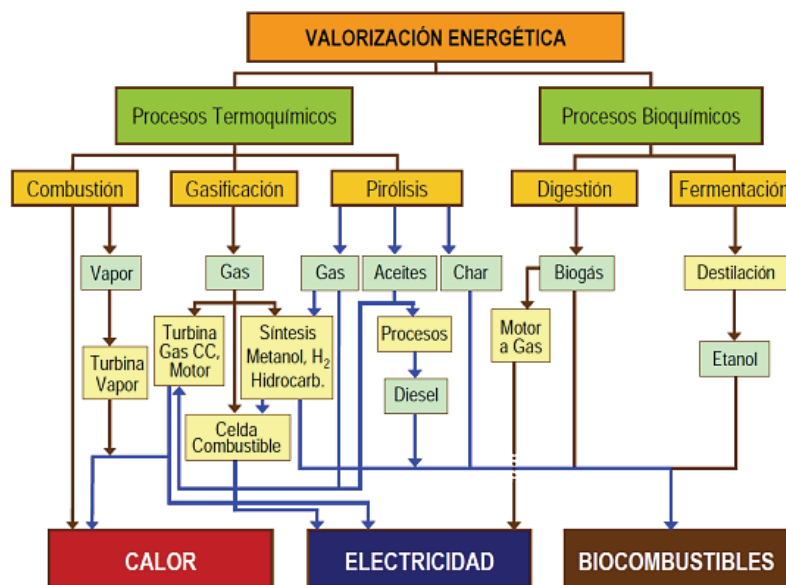 VALORIZACIÓN ENERGÉTICA
Procesos Termoquímicos
Procesos Bioquímicos
Combustión
Gasificación
Pirólisis
Digestión
Fermentación
Vapor
Gas
Gas
Aceites
Char
Biogás
Destilación
Turbina
Gas CC,
Motor
Síntesis
Metanol, H₂
Hidrocarb.
Procesos
Motor
a Gas
Turbina
Vapor
Etanol
Diesel
Celda
Combustible
CALOR
ELECTRICIDAD
BIOCOMBUSTIBLES